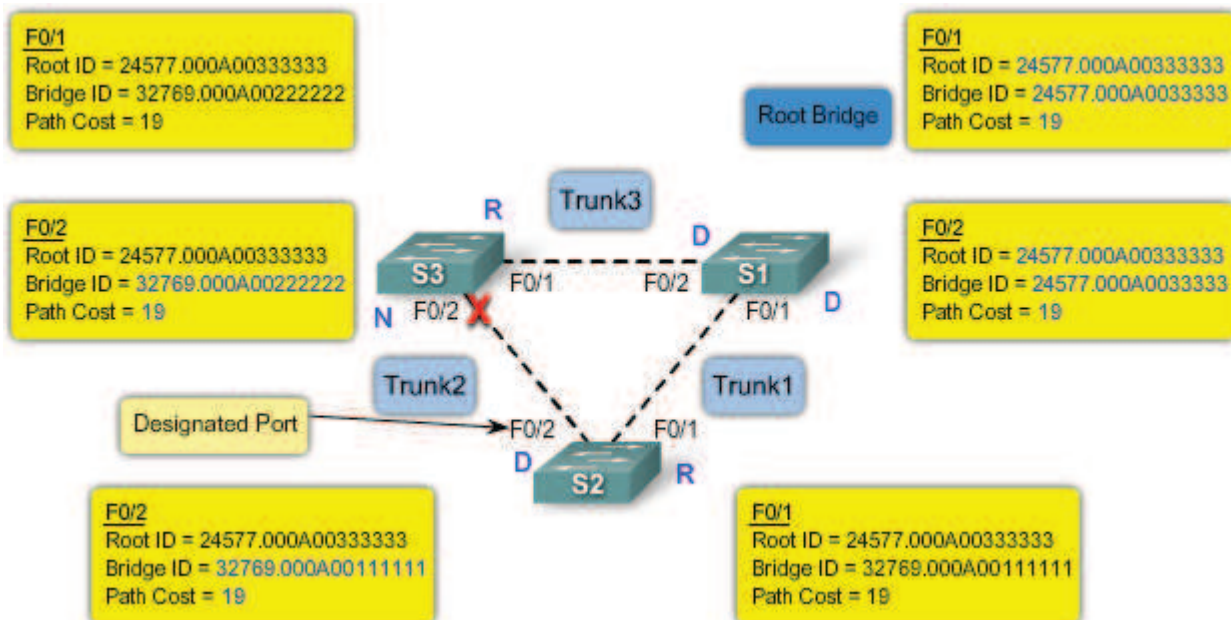 F0/1
Root ID = 24577.000A00333333
Bridge ID = 32769.000A00222222
Path Cost = 19
F0/1
Root ID = 24577.000A00333333
Bridge ID = 24577.000A0033333
Path Cost = 19
Root Bridge
F0/2
Root ID = 24577.000A00333333
Bridge ID = 32769.000A00222222
Path Cost = 19
R
Trunk3
D
F0/2
Root ID = 24577.000A00333333
Bridge ID = 24577.000A0033333
Path Cost = 19
S3
F0/1
F0/2
S1
N
F0/2
X
F0/1
D
Trunk2
Trunk1
Designated Port
F0/2
F0/1
D
S2
R
F0/2
Root ID = 24577.000A00333333
Bridge ID = 32769.000A00111111
Path Cost = 19
F0/1
Root ID = 24577.000A00333333
Bridge ID = 32769.000A00111111
Path Cost = 19